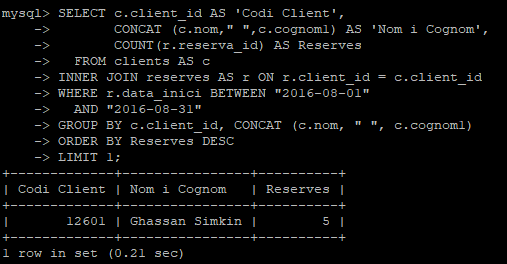 mysql> SELECT c.client_id AS 'Codi Client',
    ->        CONCAT (c.nom," ",c.cognom1) AS 'Nom i Cognom',
    ->        COUNT(r.reserva_id) AS Reserves
    ->   FROM clients AS c
    -> INNER JOIN reserves AS r ON r.client_id = c.client_id
    -> WHERE r.data_inici BETWEEN "2016-08-01"
    ->   AND "2016-08-31"
    -> GROUP BY c.client_id, CONCAT (c.nom, " ", c.cognom1)
    -> ORDER BY Reserves DESC
    -> LIMIT 1;
+-------------+----------------+----------+
| Codi Client | Nom i Cognom   | Reserves |
+-------------+----------------+----------+
|       12601 | Ghassan Simkin |        5 |
+-------------+----------------+----------+
1 row in set (0.21 sec)